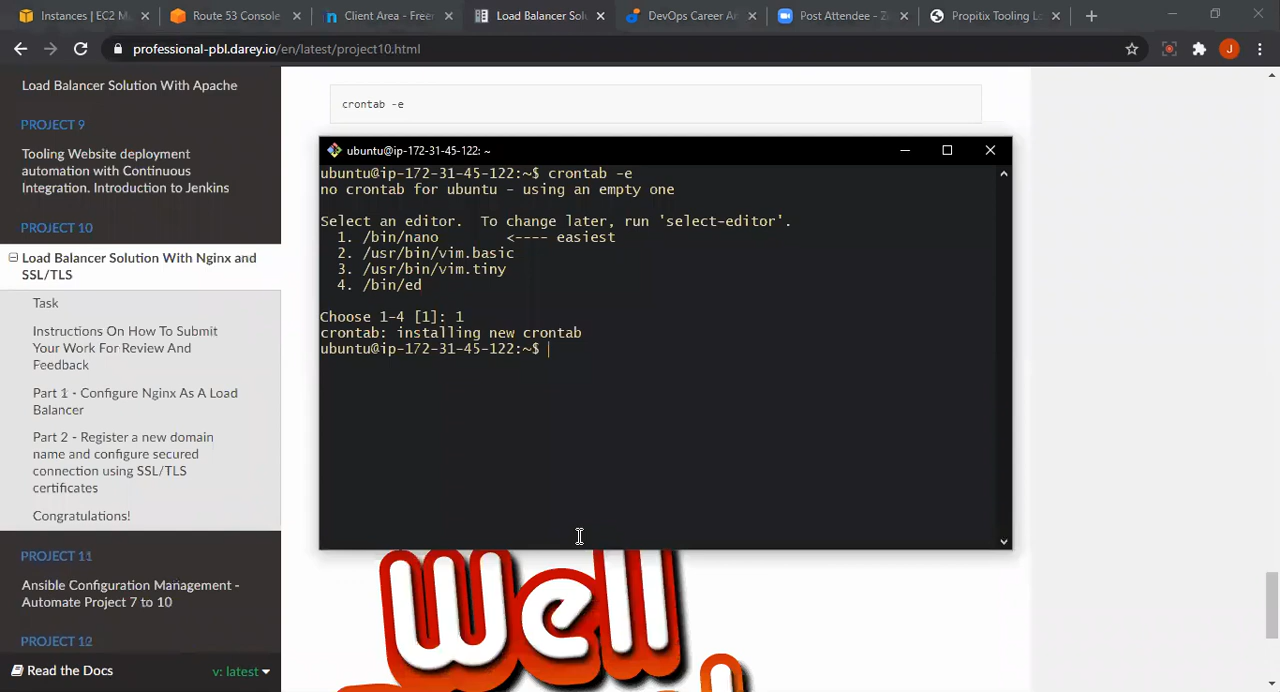 Instances | EC2 M
Route 53 Console
Client Area - Free
Load Balancer Solu
DevOps Career A
Post Attendee - Z
Propitix Tooling L
professional-pbl.darey.io/en/latest/project10.html
J
Load Balancer Solution With Apache
PROJECT 9
Tooling Website deployment
automation with Continuous
Integration. Introduction to Jenkins
PROJECT 10
Load Balancer Solution With Nginx and
SSL/TLS
Task
Instructions On How To Submit
Your Work For Review And
Feedback
Part 1 - Configure Nginx As A Load
Balancer
Part 2 - Register a new domain
name and configure secured
connection using SSL/TLS
certificates
Congratulations!
PROJECT 11
Ansible Configuration Management -
Automate Project 7 to 10
PROJECT 12
Read the Docs
v: latest
crontab -e
ubuntu@ip-172-31-45-122: ~
ubuntu@ip-172-31-45-122:~$ crontab -e
no crontab for ubuntu - using an empty one
Select an editor.  To change later, run 'select-editor'.
1. /bin/nano        <---- easiest
2. /usr/bin/vim.basic
3. /usr/bin/vim.tiny
4. /bin/ed
Choose 1-4 [1]: 1
crontab: installing new crontab
ubuntu@ip-172-31-45-122:~$
Well